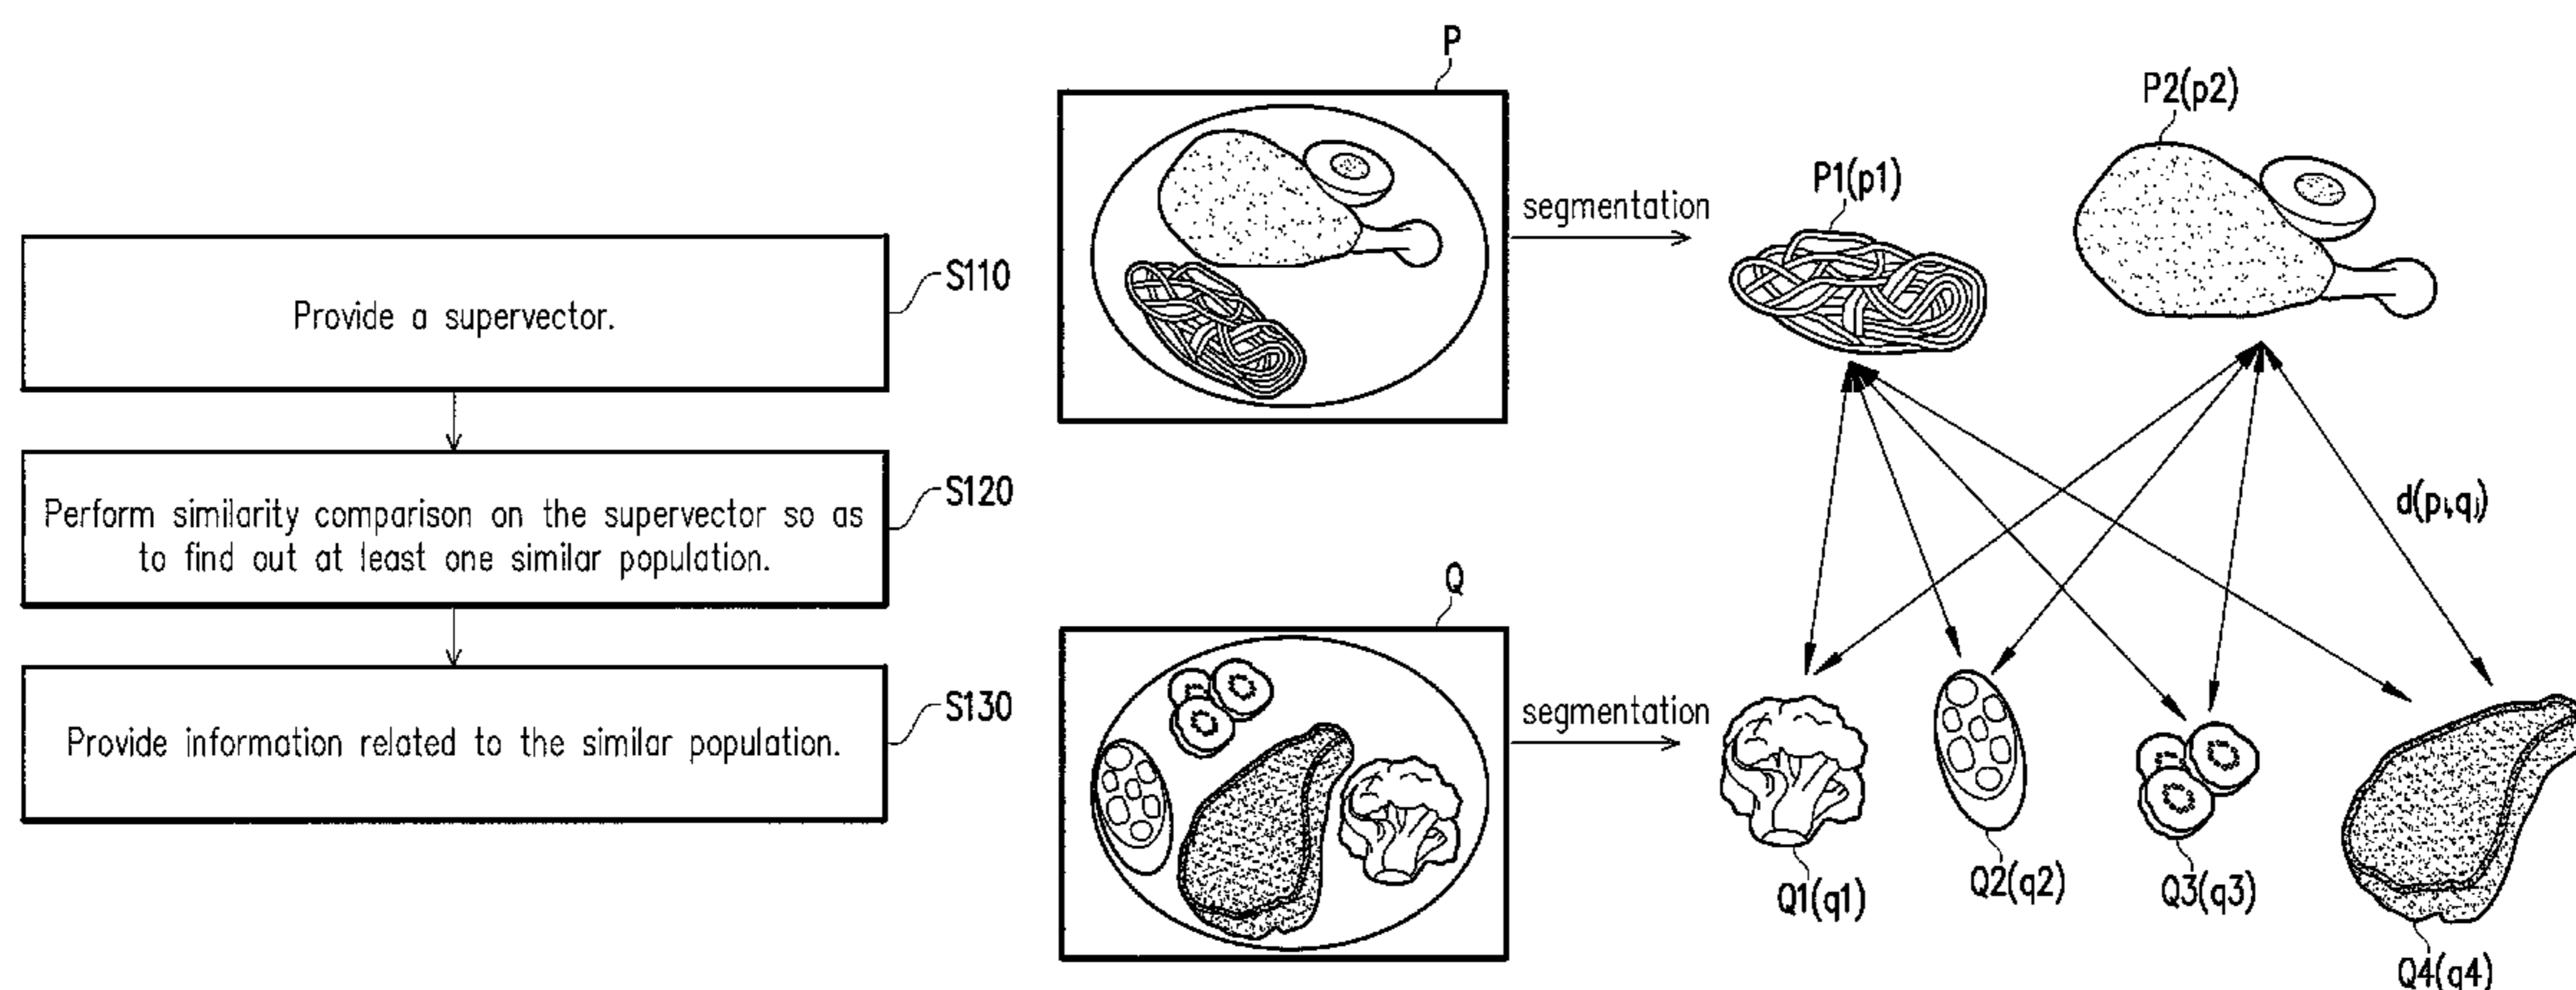 Provide a supervector.
S110
Perform similarity comparison on the supervector so as
to find out at least one similar population.
S120
Provide information related to the similar population.
S130
P
segmentation
P1(p1)
P2(p2)
d(pi,qj)
Q
segmentation
Q1(q1)
Q2(q2)
Q3(q3)
Q4(q4)